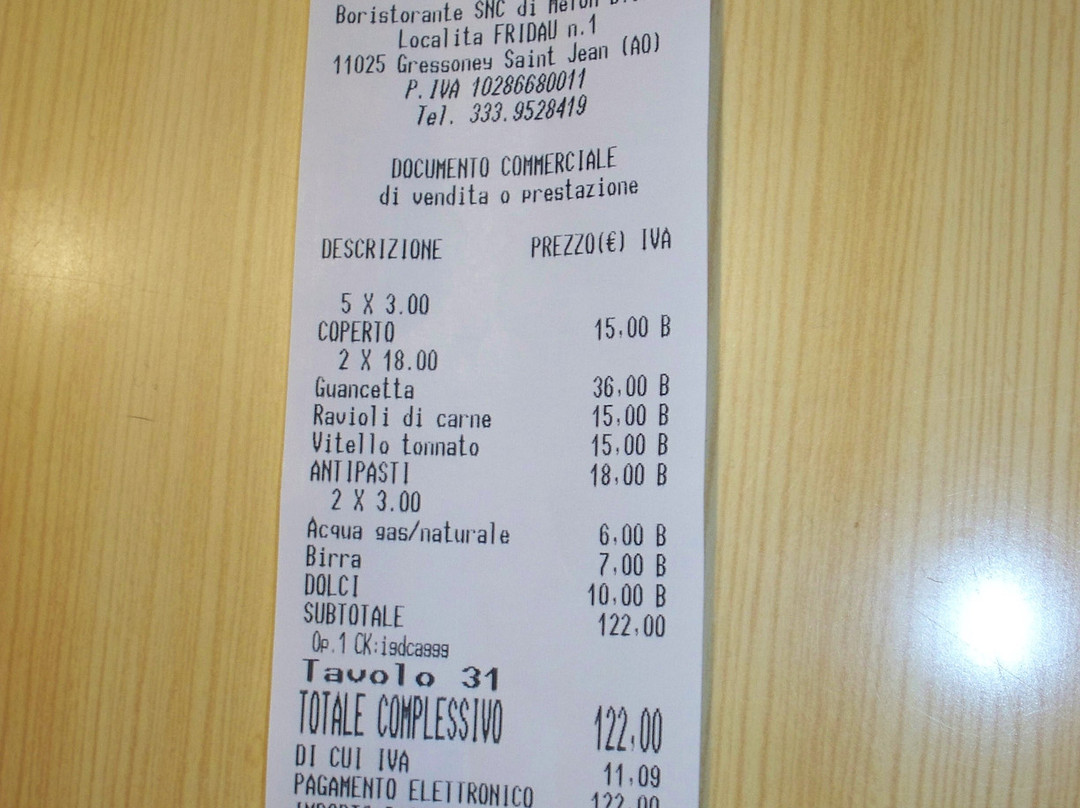 Boristorante SNC di
Localita FRIDAU n.1
11025 Gressoney Saint Jean (AO)
P.IVA 10286680011
Tel. 333.9528419
DOCUMENTO COMMERCIALE
di vendita o prestazione
DESCRIZIONE PREZZO(€) IVA
5 X 3.00
COPERTO 15,00 B
2 X 18.00
Guancetta 36,00 B
Ravioli di carne 15,00 B
Vitello tonnato 15,00 B
ANTIPASTI 18,00 B
2 X 3.00
Acqua gas/naturale 6,00 B
Birra 7,00 B
DOLCI 10,00 B
SUBTOTALE 122,00
Op.1 CK:igdcaggg
Tavolo 31
TOTALE COMPLESSIVO 122,00
DI CUI IVA 11,09
PAGAMENTO ELETTRONICO 122,00